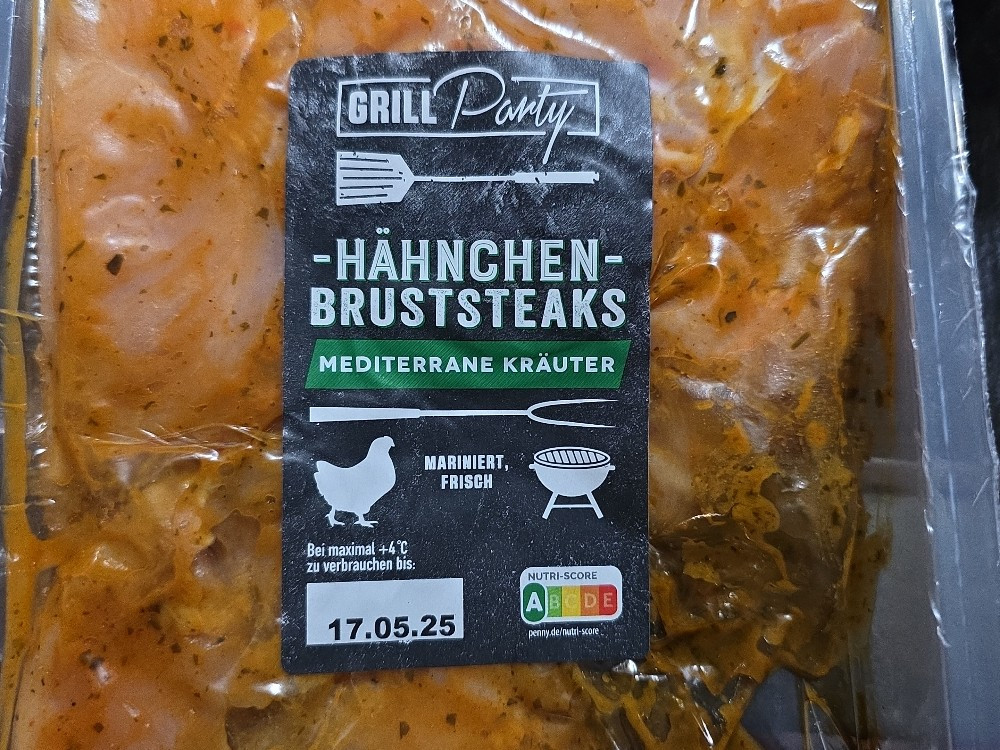 GRILL Party
-HÄHNCHEN-
BRUSTSTEAKS
MEDITERRANE KRÄUTER
MARINIERT,
FRISCH
Bei maximal +4°C
zu verbrauchen bis:
17.05.25
NUTRI-SCORE
A B C D E
penny.de/nutri-score